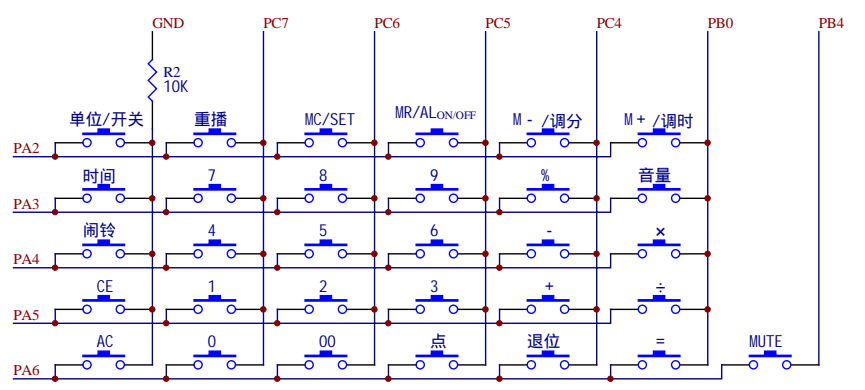 GND PC7 PC6 PC5 PC4 PB0 PB4
R2
10K
单位/开关 重播 MC/SET MR/ALON/OFF M - /调分 M + /调时
PA2
时间 7 8 9 % 音量
PA3
闹铃 4 5 6 - ×
PA4
CE 1 2 3 + ÷
PA5
AC 0 00 点 退位 = MUTE
PA6